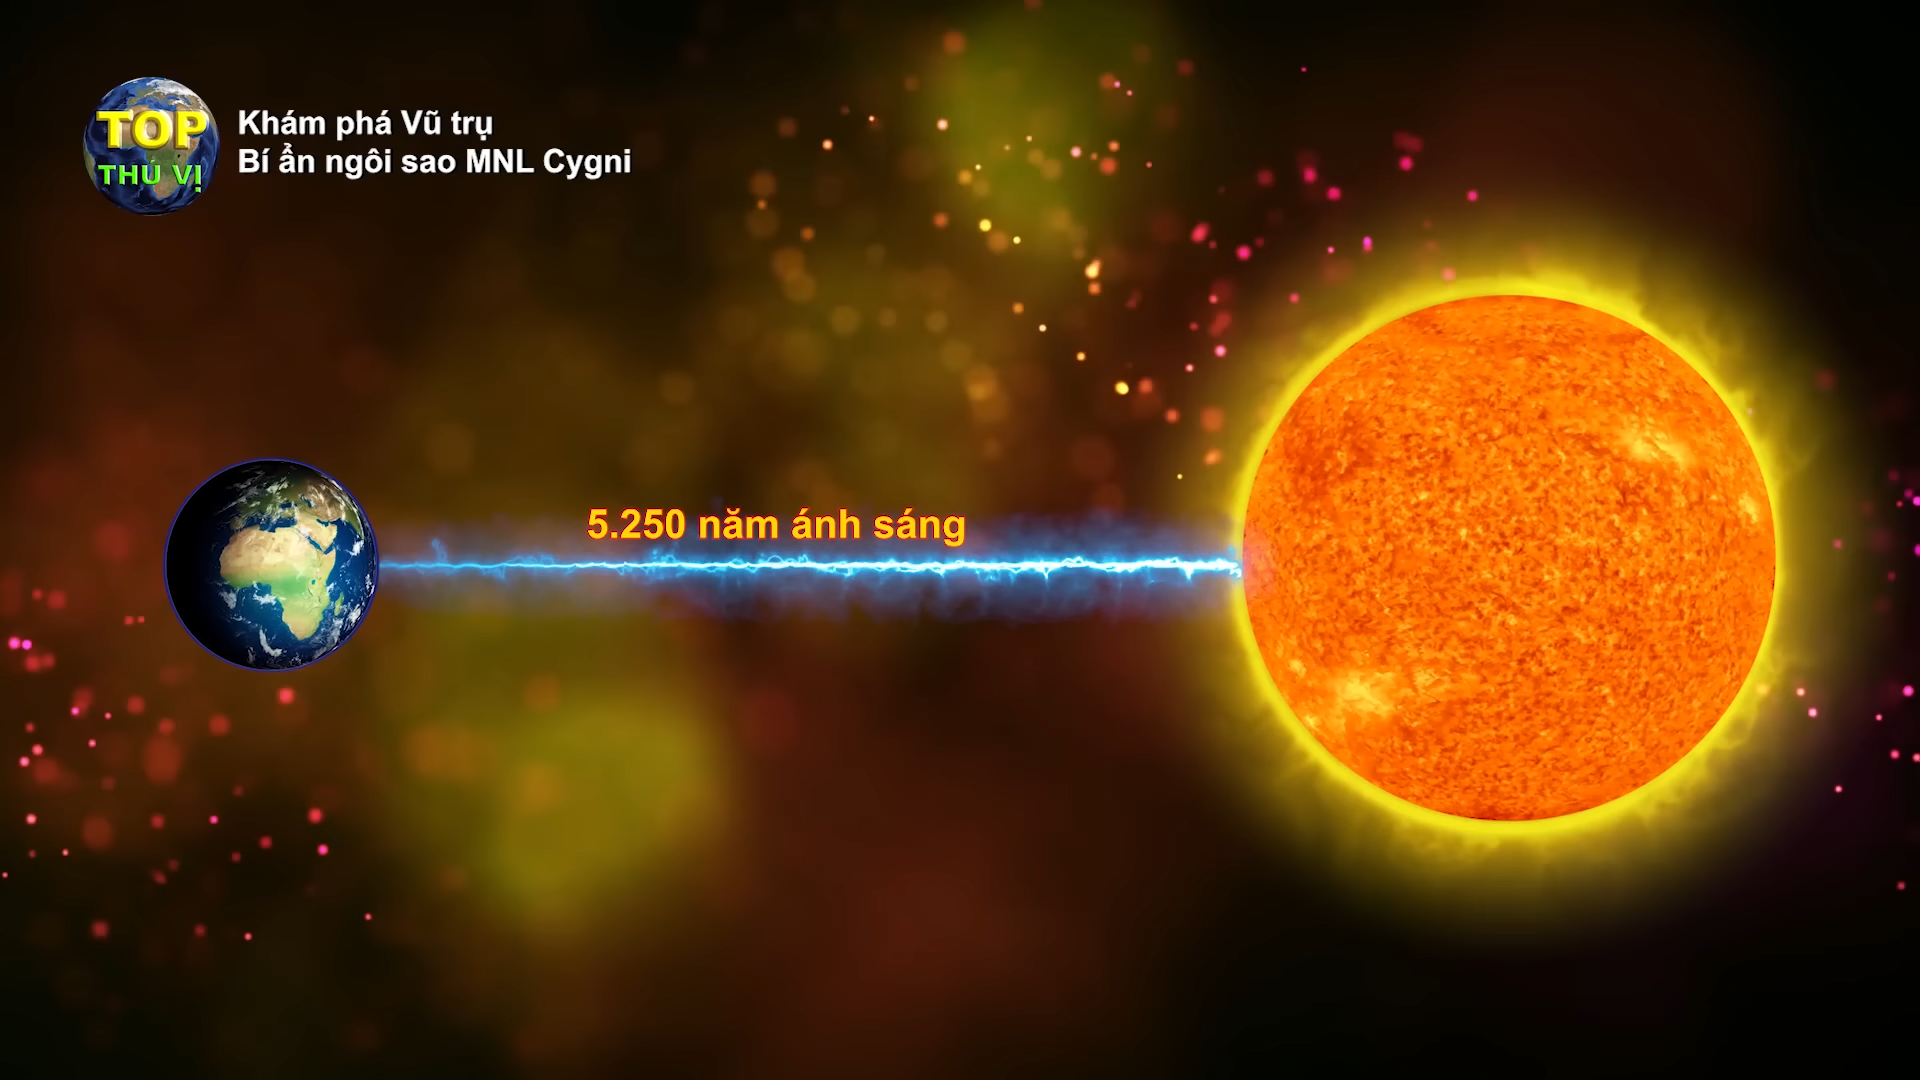 TOP
THÚ VỊ
Khám phá Vũ trụ
Bí ẩn ngôi sao MNL Cygni
5.250 năm ánh sáng